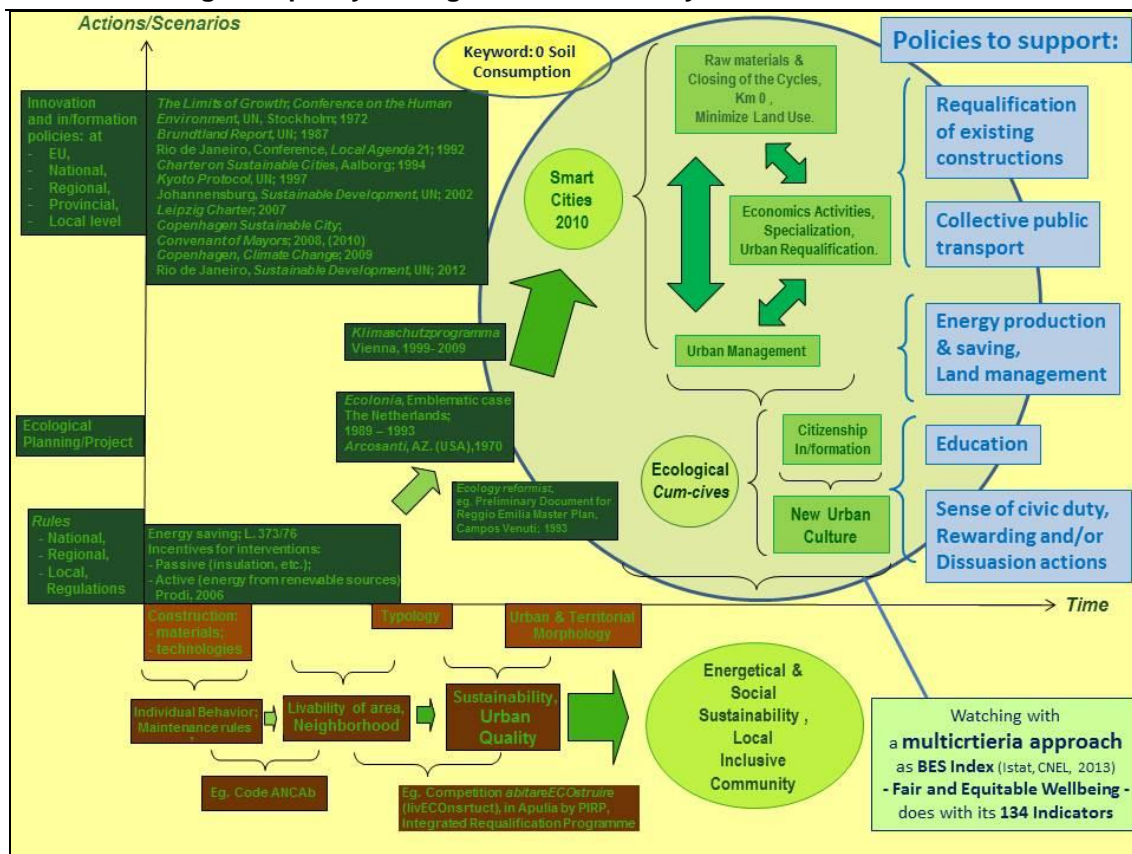 Actions/Scenarios
Keyword: 0 Soil
Consumption
Policies to support:
Innovation
and in/formation
policies: at
- EU,
- National,
- Regional,
- Provincial,
- Local level
The Limits of Growth; Conference on the Human
Environment, UN, Stockholm; 1972
Brundtland Report, UN; 1987
Rio de Janeiro, Conference, Local Agenda 21; 1992
Charter on Sustainable Cities, Aalborg; 1994
Kyoto Protocol, UN; 1997
Johannensburg, Sustainable Development, UN; 2002
Leipzig Charter; 2007
Copenhagen Sustainable City;
Convenant of Mayors; 2008, (2010)
Copenhagen, Climate Change; 2009
Rio de Janeiro, Sustainable Development, UN; 2012
Raw materials &
Closing of the Cycles,
Km 0 ,
Minimize Land Use.
Smart
Cities
2010
Economics Activities,
Specialization,
Urban Requalification.
Urban Management
Requalification
of existing
constructions
Collective public
transport
Energy production
& saving,
Land management
Education
Sense of civic duty,
Rewarding and/or
Dissuasion actions
Klimaschutzprogramma
Vienna, 1999- 2009
Ecolonia, Emblematic case
The Netherlands;
1989 – 1993
Arcosanti, AZ. (USA),1970
Ecological
Planning/Project
Citizenship
In/formation
Ecological
Cum-cives
New Urban
Culture
Ecology reformist,
eg. Preliminary Document for
Reggio Emilia Master Plan,
Campos Venuti; 1993
Rules
- National,
- Regional,
- Local,
Regulations
Energy saving; L. 373/76
Incentives for interventions:
- Passive (insulation, etc.);
- Active (energy from renewable sources)
Prodi, 2006
Time
Construction:
- materials;
- technologies
Typology
Urban & Territorial
Morphology
Individual Behavior;
Maintenance rules
Livability of area,
Neighborhood
Sustainability,
Urban
Quality
Energetical &
Social
Sustainability ,
Local
Inclusive
Community
Eg. Code ANCAb
Eg. Competition abitareECOstruire
(livECOnsrtuct), in Apulia by PIRP,
Integrated Requalification Programme
Watching with
a multicrtieria approach
as BES Index (Istat, CNEL, 2013)
- Fair and Equitable Wellbeing -
does with its 134 Indicators